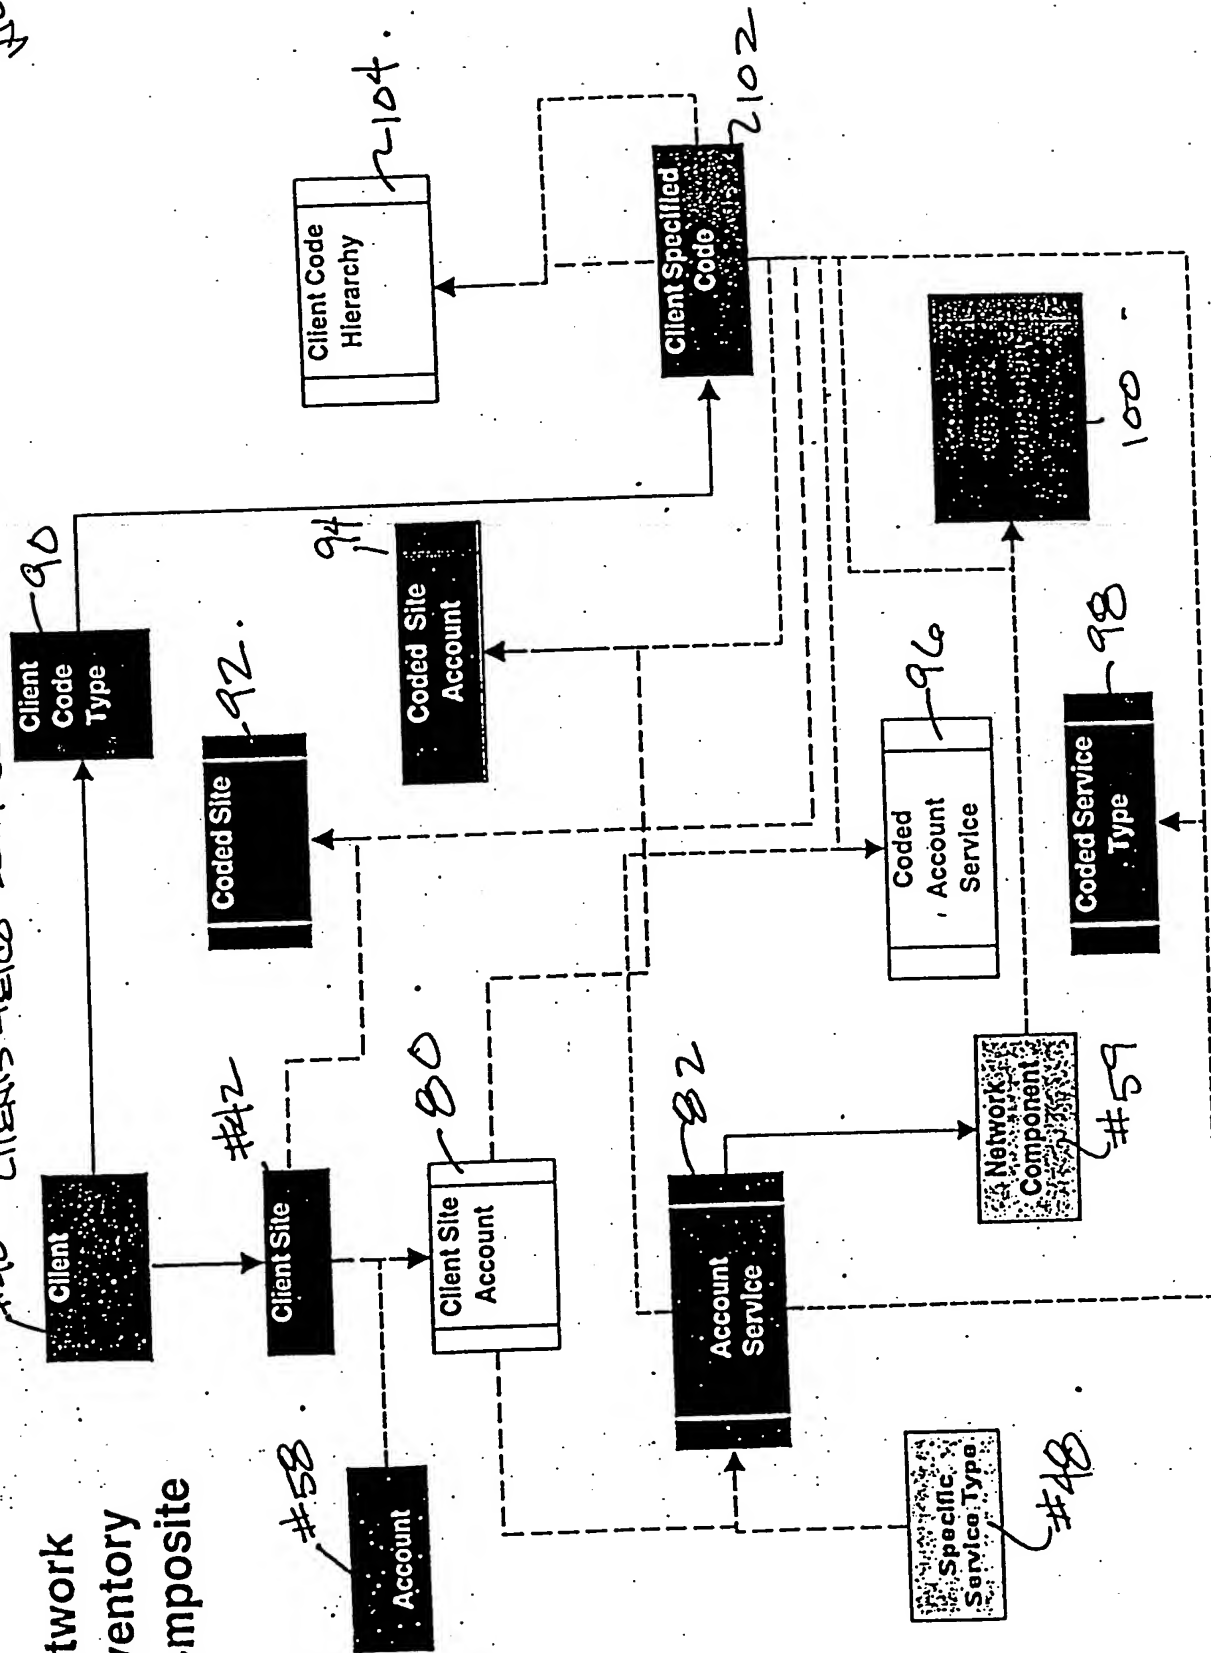 twork
ventory
mposite
Client
#42
Client Site
#58
Account
80
Client Site
Account
82
Account
Service
Specific
Service Type
#48
Network
Component
#59
90
Client
Code
Type
92
Coded Site
94
Coded Site
Account
96
Coded
Account
Service
98
Coded Service
Type
100
2104
Client Code
Hierarchy
Client Specified
Code
2102